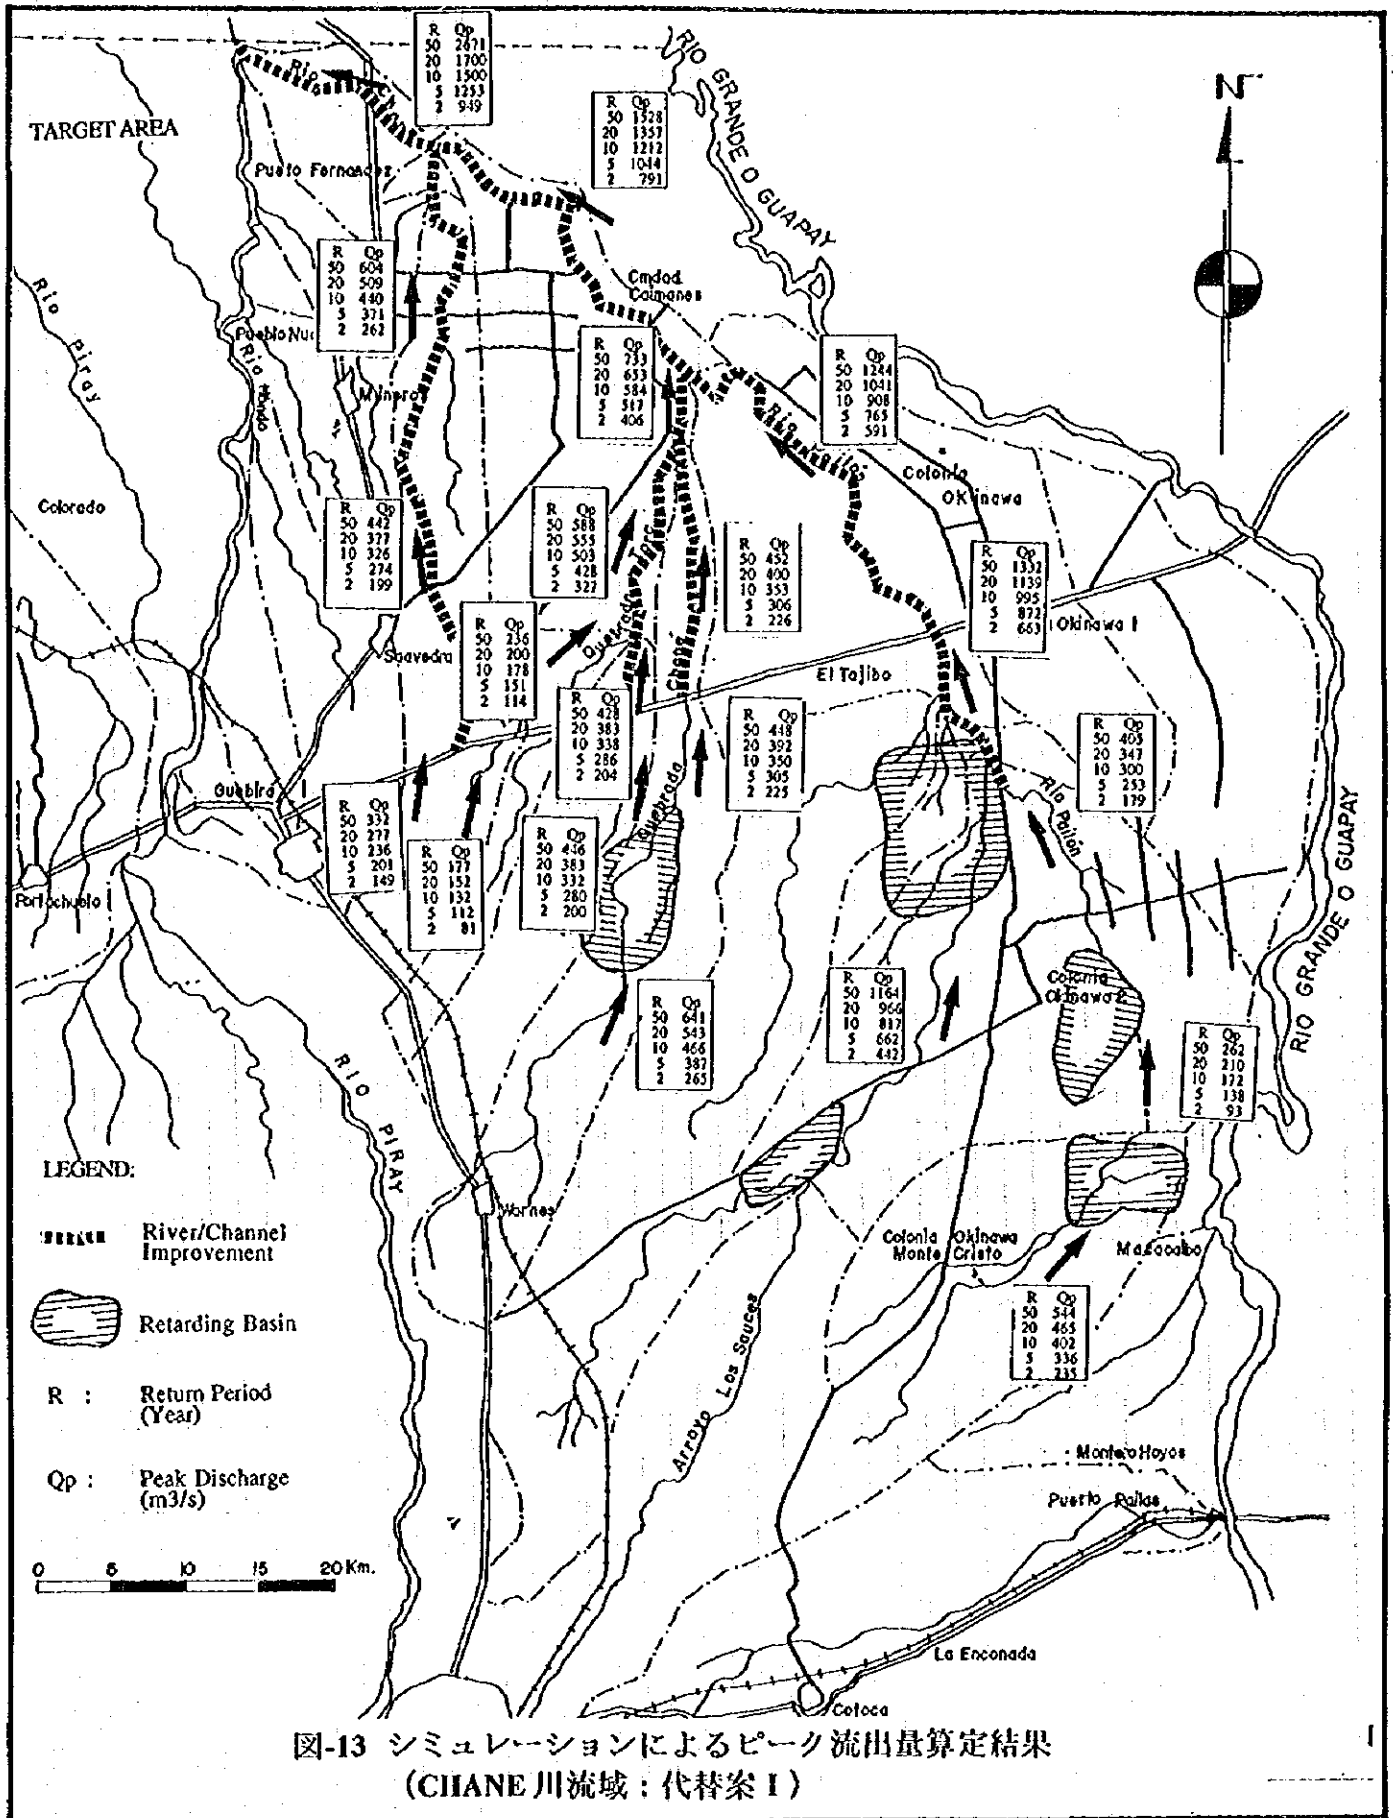 R Qp
50 2671
20 1700
10 1500
5 1253
2 949
RIO GRANDE O GUAPAY
N
TARGET AREA
R Qp
50 1528
20 1357
10 1212
5 1044
2 791
Rio
Puerto Fernandez
R Qp
50 604
20 509
10 440
5 371
2 262
Cmdad.
Caimanes
Rio Piray
Pueblo Nu
Rio Hondo
Minero
R Qp
50 733
20 653
10 584
5 517
2 406
R Qp
50 1244
20 1041
10 908
5 765
2 591
Rio
Colonia
OKinawa
Colorado
R Qp
50 442
20 377
10 326
5 274
2 199
R Qp
50 588
20 555
10 503
5 428
2 327
R Qp
50 452
20 400
10 353
5 306
2 226
R Qp
50 1332
20 1139
10 995
5 872
2 663
Okinawa 1
Saavedra
R Qp
50 236
20 200
10 178
5 151
2 114
El Tajibo
R Qp
50 428
20 383
10 338
5 286
2 204
Quebrada Chane
R Qp
50 448
20 392
10 350
5 305
2 225
R Qp
50 405
20 347
10 300
5 253
2 179
Rio Pailon
Guabira
R Qp
50 332
20 277
10 236
5 201
2 149
R Qp
50 177
20 152
10 132
5 112
2 81
R Qp
50 446
20 383
10 332
5 280
2 200
Portachuelo
RIO GRANDE O GUAPAY
R Qp
50 641
20 543
10 466
5 387
2 265
R Qp
50 1164
20 966
10 817
5 662
2 442
Colonia
Okinawa 2
R Qp
50 262
20 210
10 172
5 138
2 93
RIO PIRAY
LEGEND:
River/Channel
Improvement
Retarding Basin
R : Return Period
(Year)
Qp : Peak Discharge
(m3/s)
Warnes
Colonia Okinawa
Monte Cristo
R Qp
50 544
20 465
10 402
5 336
2 235
Arroyo Los Sauces
Montero Hoyos
Puerto Pailas
0 5 10 15 20 Km.
La Enconada
Cotoca
図-13 シミュレーションによるピーク流出量算定結果
(CHANE 川流域 : 代替案 I )